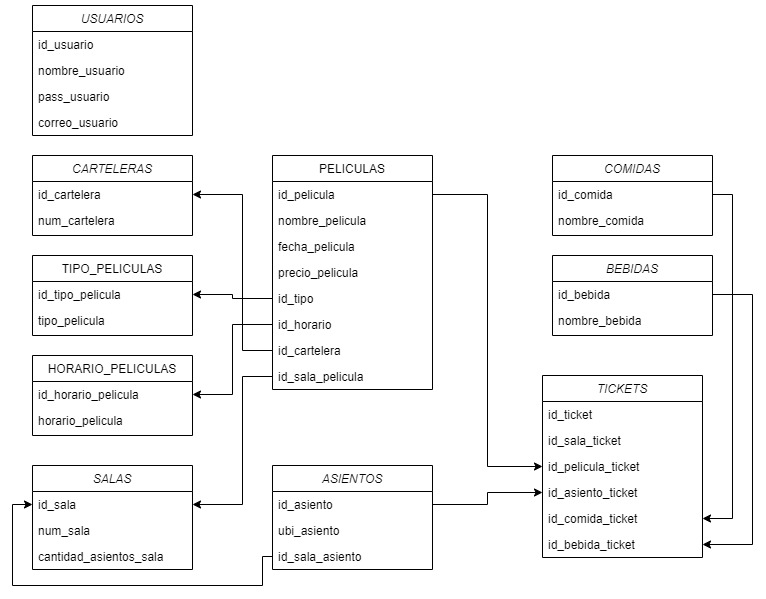 USUARIOS
id_usuario
nombre_usuario
pass_usuario
correo_usuario
CARTELERAS
id_cartelera
num_cartelera
TIPO_PELICULAS
id_tipo_pelicula
tipo_pelicula
HORARIO_PELICULAS
id_horario_pelicula
horario_pelicula
SALAS
id_sala
num_sala
cantidad_asientos_sala
PELICULAS
id_pelicula
nombre_pelicula
fecha_pelicula
precio_pelicula
id_tipo
id_horario
id_cartelera
id_sala_pelicula
ASIENTOS
id_asiento
ubi_asiento
id_sala_asiento
COMIDAS
id_comida
nombre_comida
BEBIDAS
id_bebida
nombre_bebida
TICKETS
id_ticket
id_sala_ticket
id_pelicula_ticket
id_asiento_ticket
id_comida_ticket
id_bebida_ticket